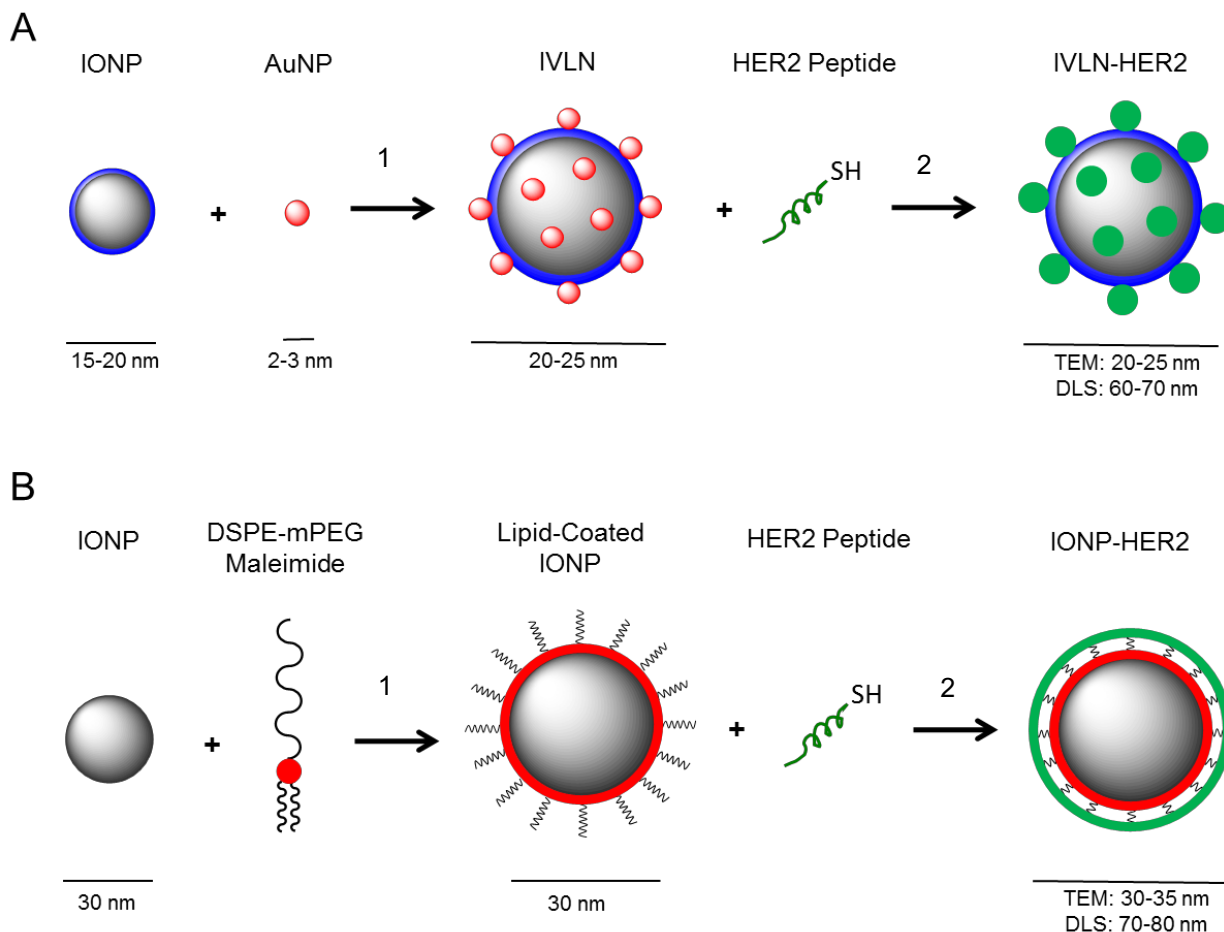 A
IONP
AuNP
IVLN
HER2 Peptide
IVLN-HER2
+
1
+
SH
2
15-20 nm
2-3 nm
20-25 nm
TEM: 20-25 nm
DLS: 60-70 nm
B
IONP
DSPE-mPEG
Maleimide
Lipid-Coated
IONP
HER2 Peptide
IONP-HER2
+
1
+
SH
2
30 nm
30 nm
TEM: 30-35 nm
DLS: 70-80 nm